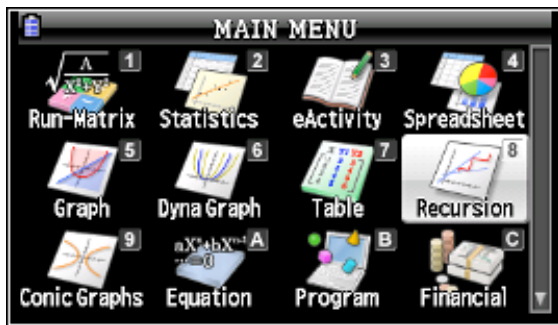 MAIN MENU
1 2 3 4
Run-Matrix Statistics eActivity Spreadsheet
5 6 7 8
Graph Dyna Graph Table Recursion
9 A B C
Conic Graphs Equation Program Financial